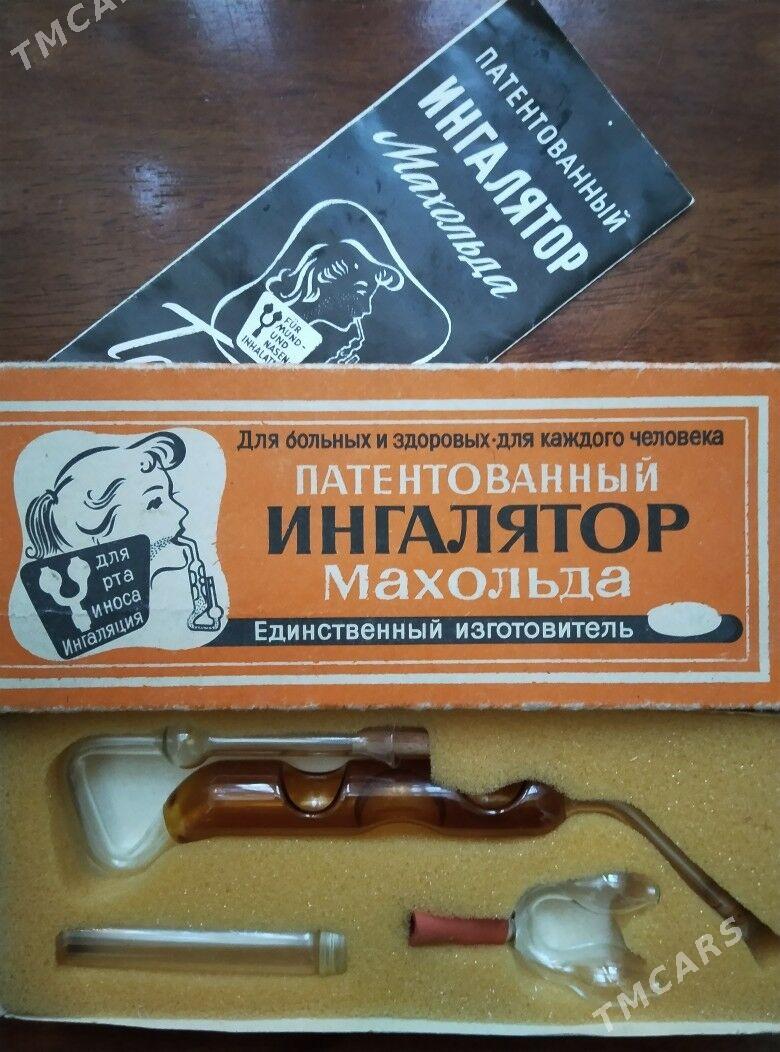 TMCARS
ПАТЕНТОВАННЫЙ
ИНГАЛЯТОР
Махольда
FÜR
MUND-
UND
NASEN
Для больных и здоровых·для каждого человека
ПАТЕНТОВАННЫЙ
ИНГАЛЯТОР
Махольда
Единственный изготовитель
для
рта
и носа
Ингаляция
TMCARS